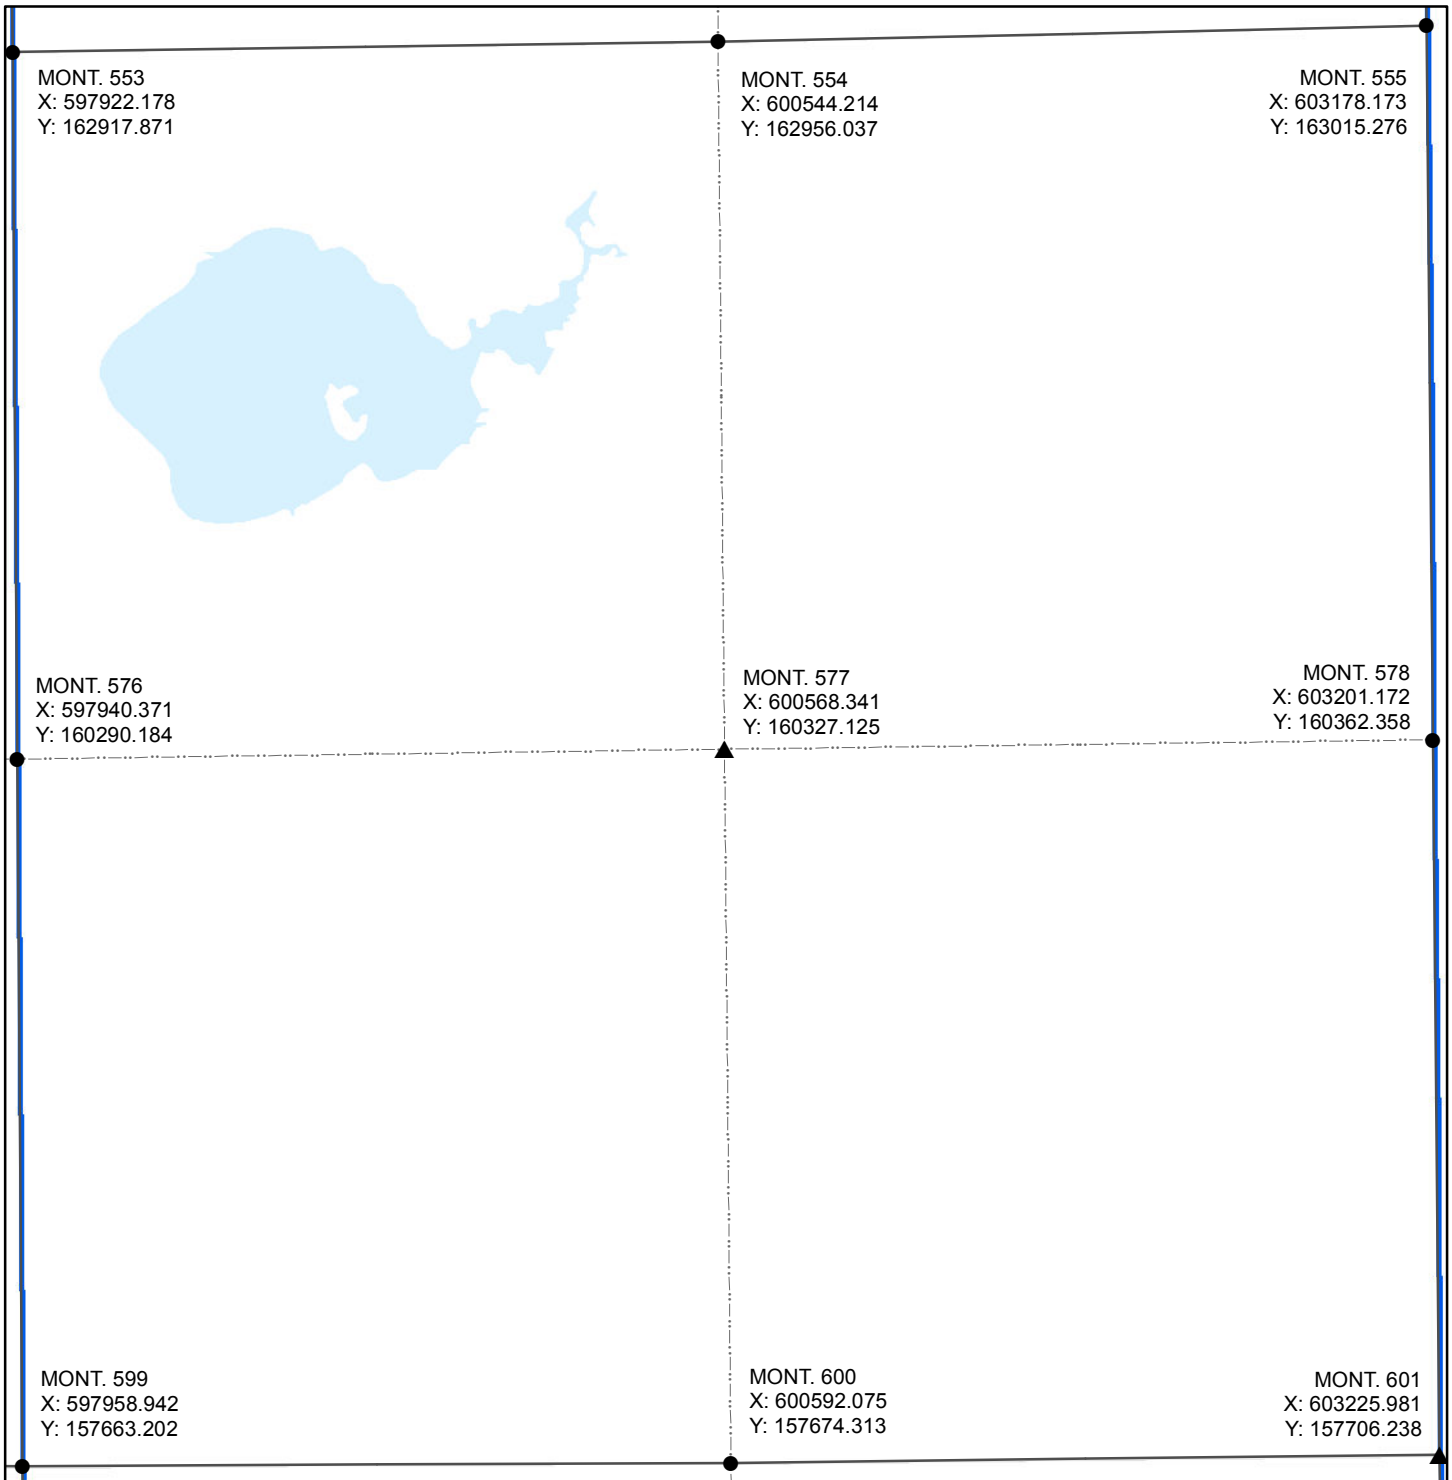 MONT. 553
X: 597922.178
Y: 162917.871
MONT. 554
X: 600544.214
Y: 162956.037
MONT. 555
X: 603178.173
Y: 163015.276
MONT. 576
X: 597940.371
Y: 160290.184
MONT. 577
X: 600568.341
Y: 160327.125
MONT. 578
X: 603201.172
Y: 160362.358
MONT. 599
X: 597958.942
Y: 157663.202
MONT. 600
X: 600592.075
Y: 157674.313
MONT. 601
X: 603225.981
Y: 157706.238